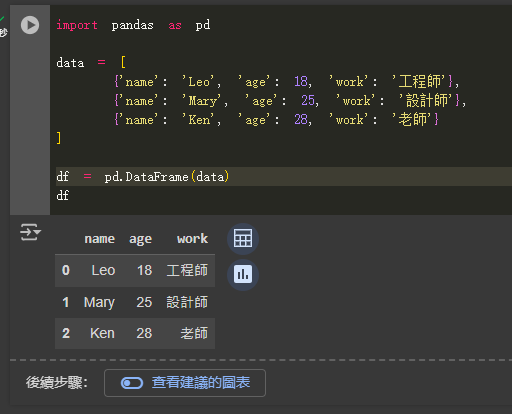 秒
import pandas as pd
data = [
{'name': 'Leo', 'age': 18, 'work': '工程師'},
{'name': 'Mary', 'age': 25, 'work': '設計師'},
{'name': 'Ken', 'age': 28, 'work': '老師'}
]
df = pd.DataFrame(data)
df
name age work
0 Leo 18 工程師
1 Mary 25 設計師
2 Ken 28 老師
後續步驟: 查看建議的圖表